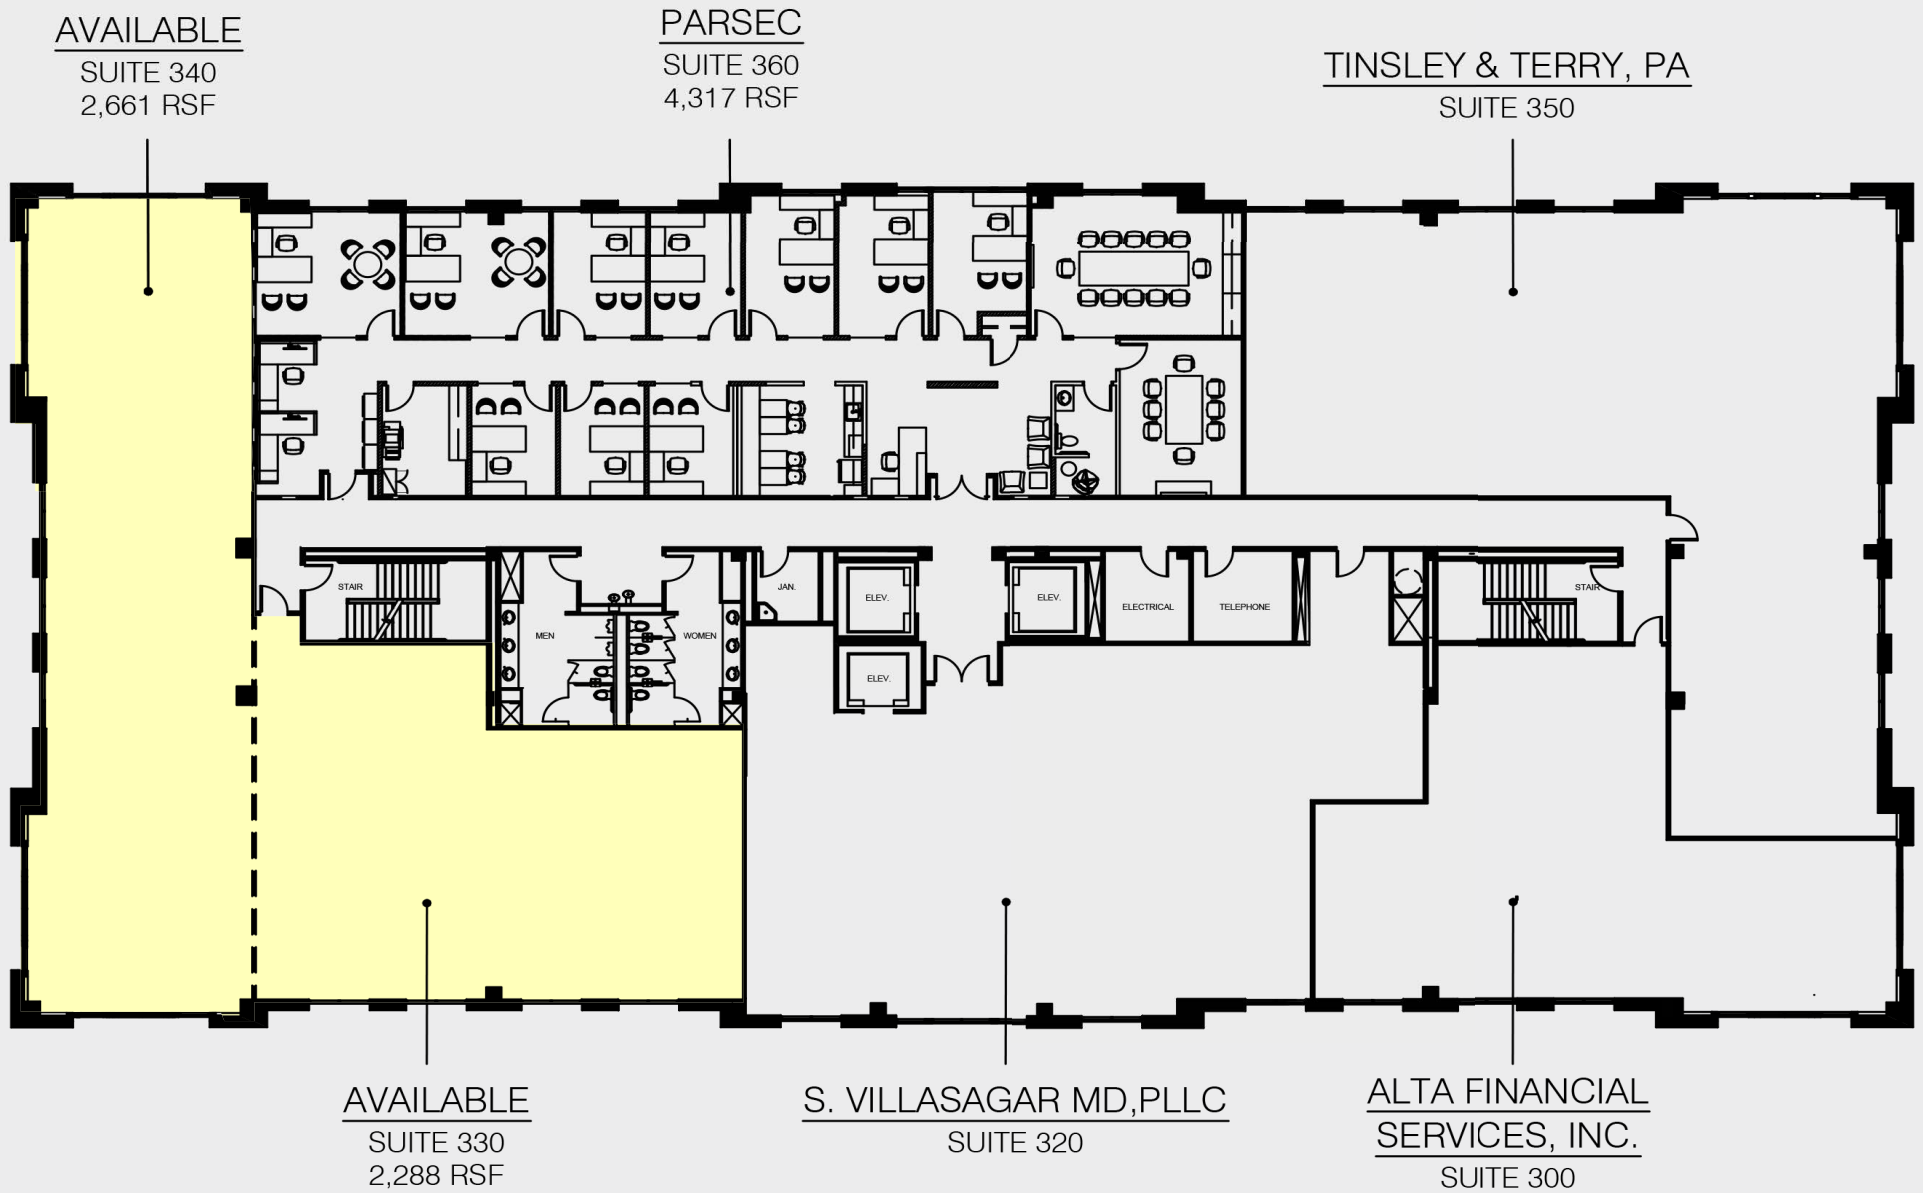 AVAILABLE
SUITE 340
2,661 RSF
PARSEC
SUITE 360
4,317 RSF
TINSLEY & TERRY, PA
SUITE 350
STAIR
MEN
WOMEN
JAN.
ELEV.
ELEV.
ELEV.
ELECTRICAL
TELEPHONE
STAIR
AVAILABLE
SUITE 330
2,288 RSF
S. VILLASAGAR MD,PLLC
SUITE 320
ALTA FINANCIAL
SERVICES, INC.
SUITE 300